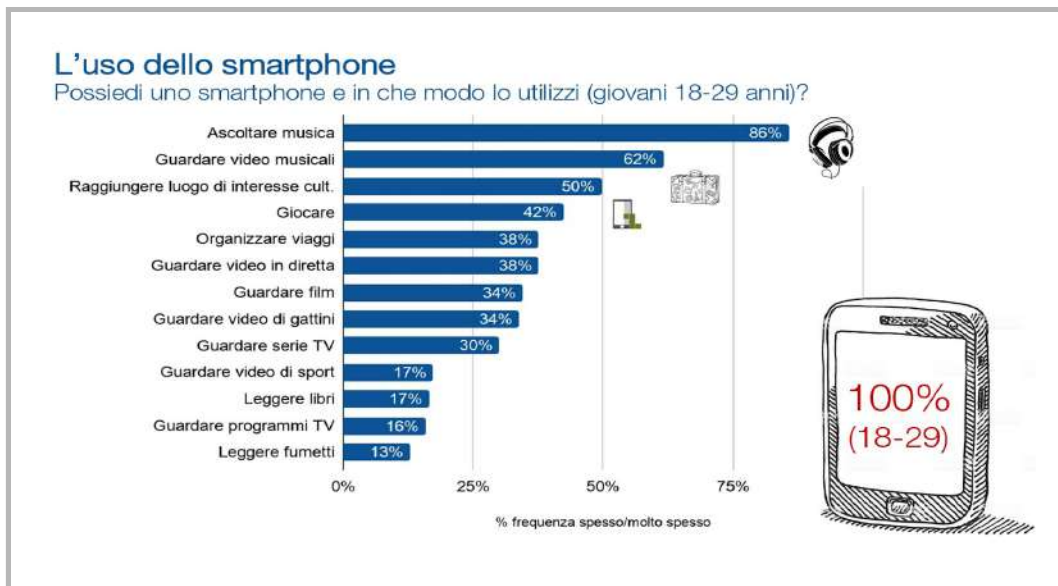 L'uso dello smartphone
Possiedi uno smartphone e in che modo lo utilizzi (giovani 18-29 anni)?
Ascoltare musica 86%
Guardare video musicali 62%
Raggiungere luogo di interesse cult. 50%
Giocare 42%
Organizzare viaggi 38%
Guardare video in diretta 38%
Guardare film 34%
Guardare video di gattini 34%
Guardare serie TV 30%
Guardare video di sport 17%
Leggere libri 17%
Guardare programmi TV 16%
Leggere fumetti 13%
0% 25% 50% 75%
% frequenza spesso/molto spesso
100%
(18-29)